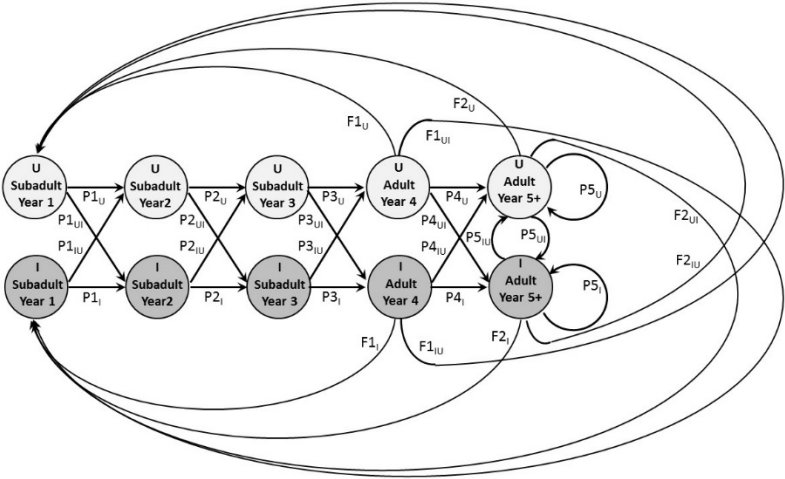 F1U
F2U
F1UI
U
Subadult
Year 1
U
Subadult
Year2
U
Subadult
Year 3
U
Adult
Year 4
U
Adult
Year 5+
P1U
P2U
P3U
P4U
P5U
P1UI
P2UI
P3UI
P4UI
P5IU
P5UI
F2UI
P1IU
P2IU
P3IU
P4IU
F2IU
I
Subadult
Year 1
I
Subadult
Year2
I
Subadult
Year 3
I
Adult
Year 4
I
Adult
Year 5+
P1I
P2I
P3I
P4I
P5I
F1I
F1IU
F2I